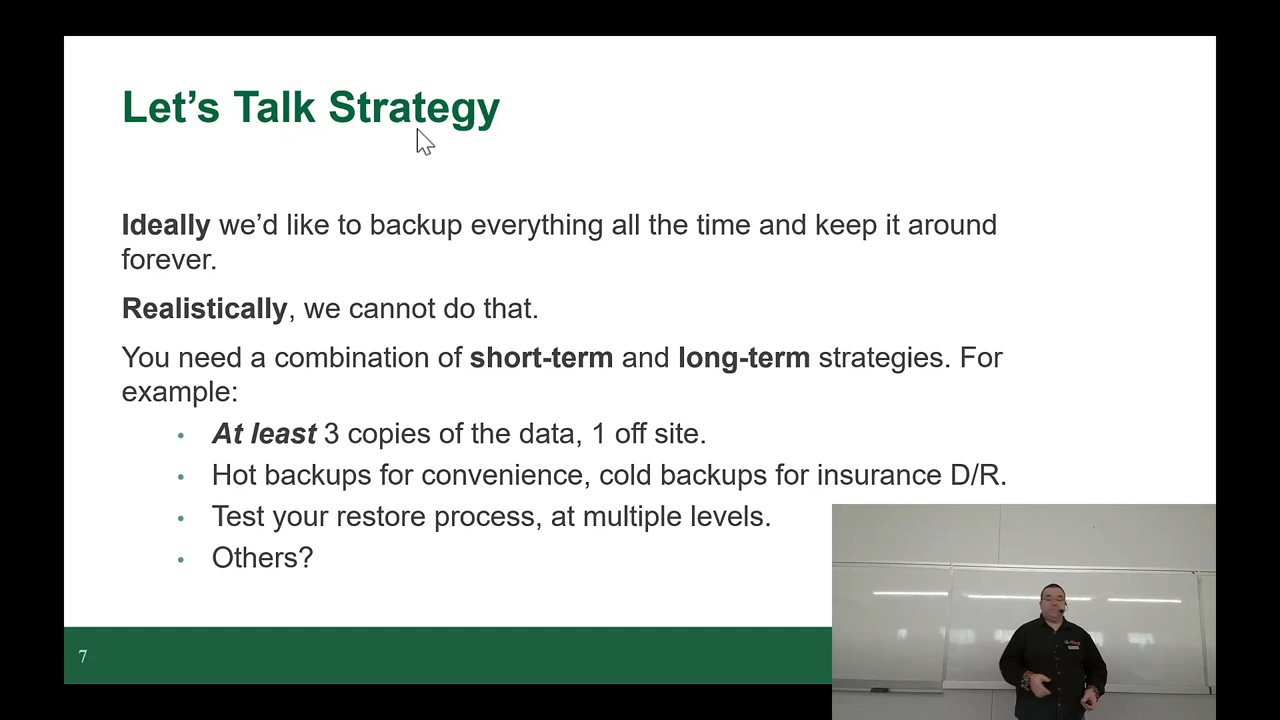 Let’s Talk Strategy
Ideally we’d like to backup everything all the time and keep it around
forever.
Realistically, we cannot do that.
You need a combination of short-term and long-term strategies. For
example:
• At least 3 copies of the data, 1 off site.
• Hot backups for convenience, cold backups for insurance D/R.
• Test your restore process, at multiple levels.
• Others?
7